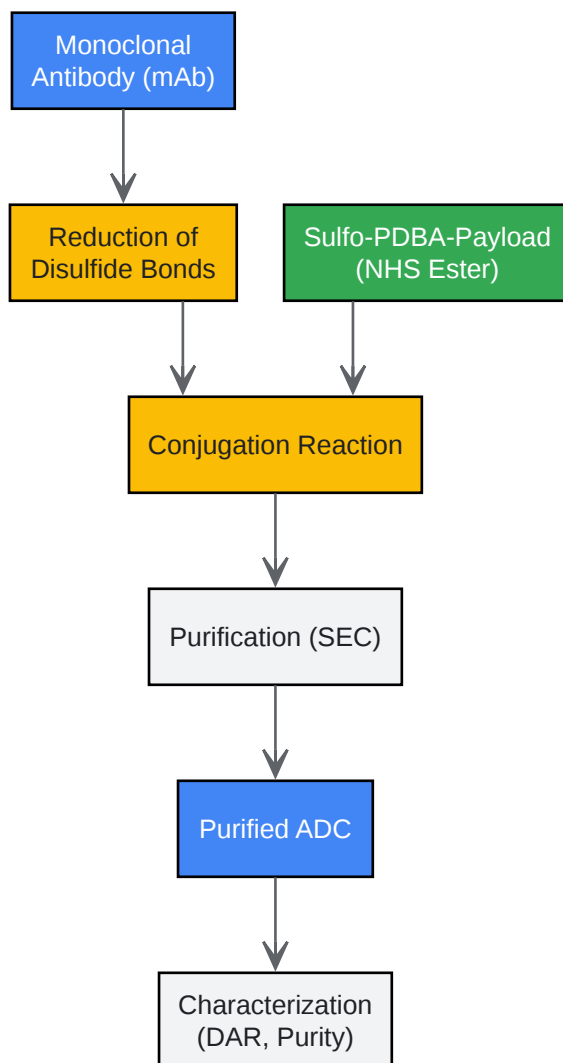 Monoclonal
Antibody (mAb)
Reduction of
Disulfide Bonds
Sulfo-PDBA-Payload
(NHS Ester)
Conjugation Reaction
Purification (SEC)
Purified ADC
Characterization
(DAR, Purity)